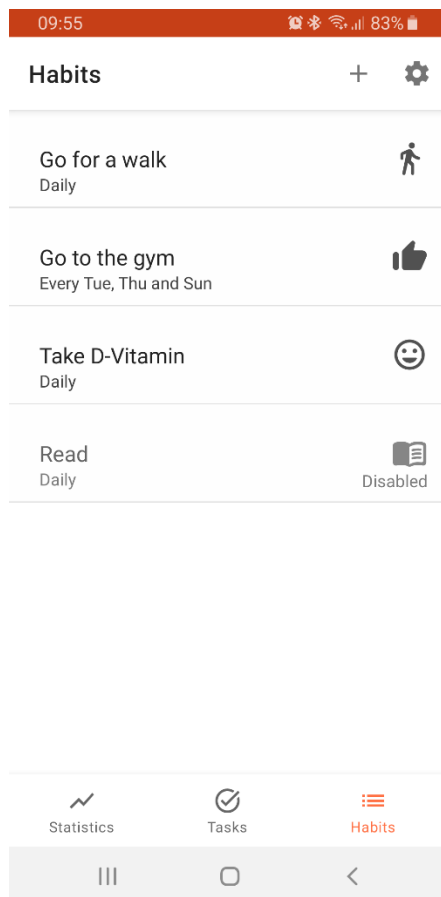 09:55 83%
Habits
Go for a walk
Daily
Go to the gym
Every Tue, Thu and Sun
Take D-Vitamin
Daily
Read
Daily
Disabled
Statistics Tasks Habits